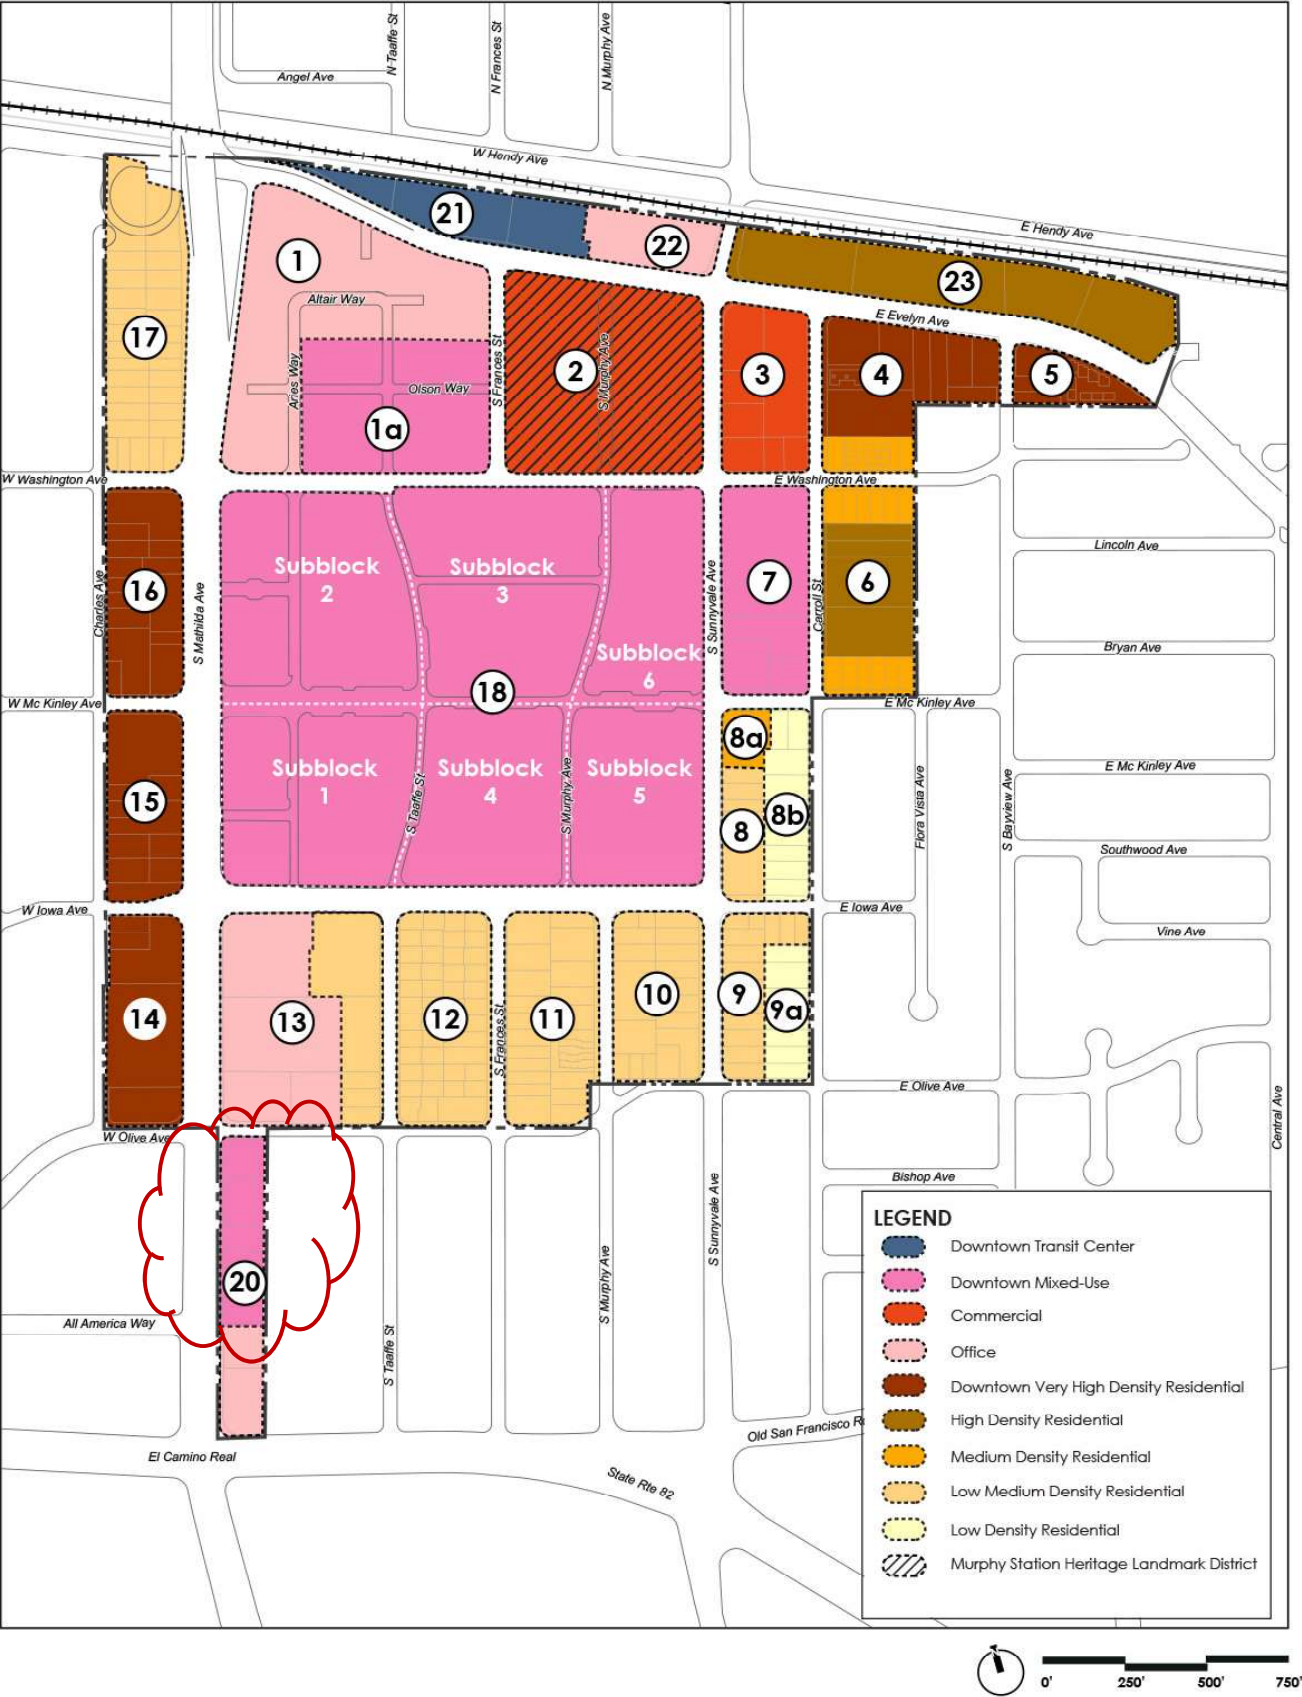 N Taaffe St
N Frances St
N Murphy Ave
Angel Ave
W Hendy Ave
E Hendy Ave
21
22
23
1
17
Altair Way
E Evelyn Ave
Aries Way
S Frances St
S Murphy Ave
2
3
4
5
Olson Way
1a
W Washington Ave
E Washington Ave
Lincoln Ave
Charles Ave
16
S Mathilda Ave
Subblock
2
Subblock
3
Subblock
6
S Sunnyvale Ave
7
Carroll St
6
Bryan Ave
18
W Mc Kinley Ave
E Mc Kinley Ave
E Mc Kinley Ave
15
Subblock
1
S Taaffe St
Subblock
4
S Murphy Ave
Subblock
5
8a
8
8b
Flora Vista Ave
S Bayview Ave
Southwood Ave
W Iowa Ave
E Iowa Ave
Vine Ave
14
13
12
S Frances St
11
10
9
9a
E Olive Ave
Central Ave
W Olive Ave
Bishop Ave
20
S Sunnyvale Ave
S Murphy Ave
S Taaffe St
All America Way
Old San Francisco R
El Camino Real
State Rte 82
LEGEND
Downtown Transit Center
Downtown Mixed-Use
Commercial
Office
Downtown Very High Density Residential
High Density Residential
Medium Density Residential
Low Medium Density Residential
Low Density Residential
Murphy Station Heritage Landmark District
0' 250' 500' 750'